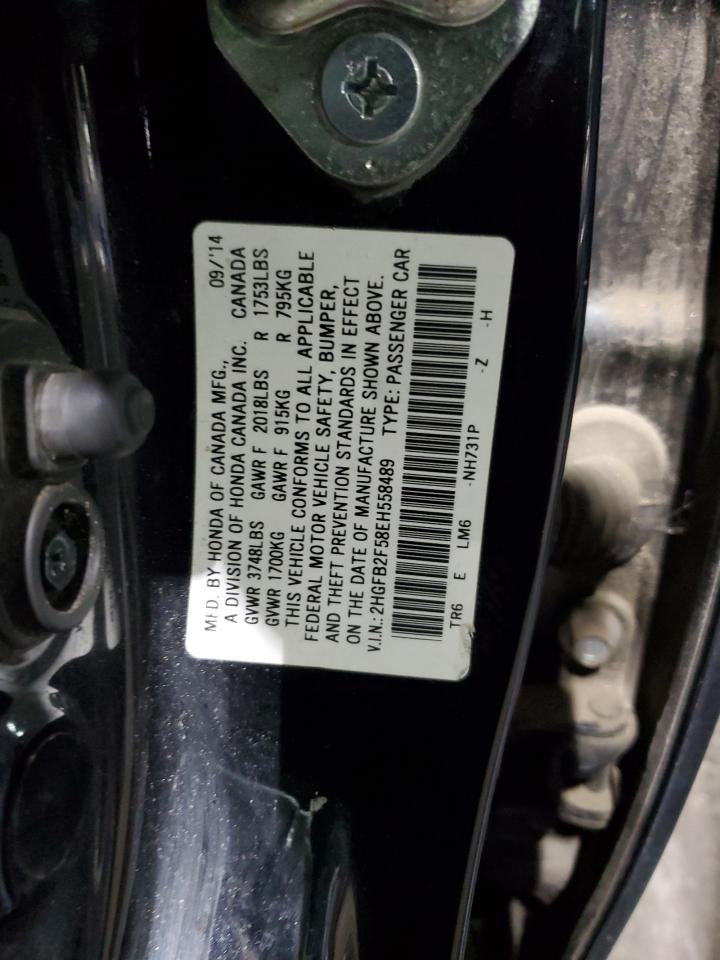 MFD. BY HONDA OF CANADA MFG., 09/'14
A DIVISION OF HONDA CANADA INC. CANADA
GVWR 3748LBS GAWR F 2018LBS R 1753LBS
GVWR 1700KG GAWR F 915KG R 795KG
THIS VEHICLE CONFORMS TO ALL APPLICABLE
FEDERAL MOTOR VEHICLE SAFETY, BUMPER,
AND THEFT PREVENTION STANDARDS IN EFFECT
ON THE DATE OF MANUFACTURE SHOWN ABOVE.
V.I.N.: 2HGFB2F58EH558489 TYPE: PASSENGER CAR
TR6 E LM6 -NH731P -Z -H